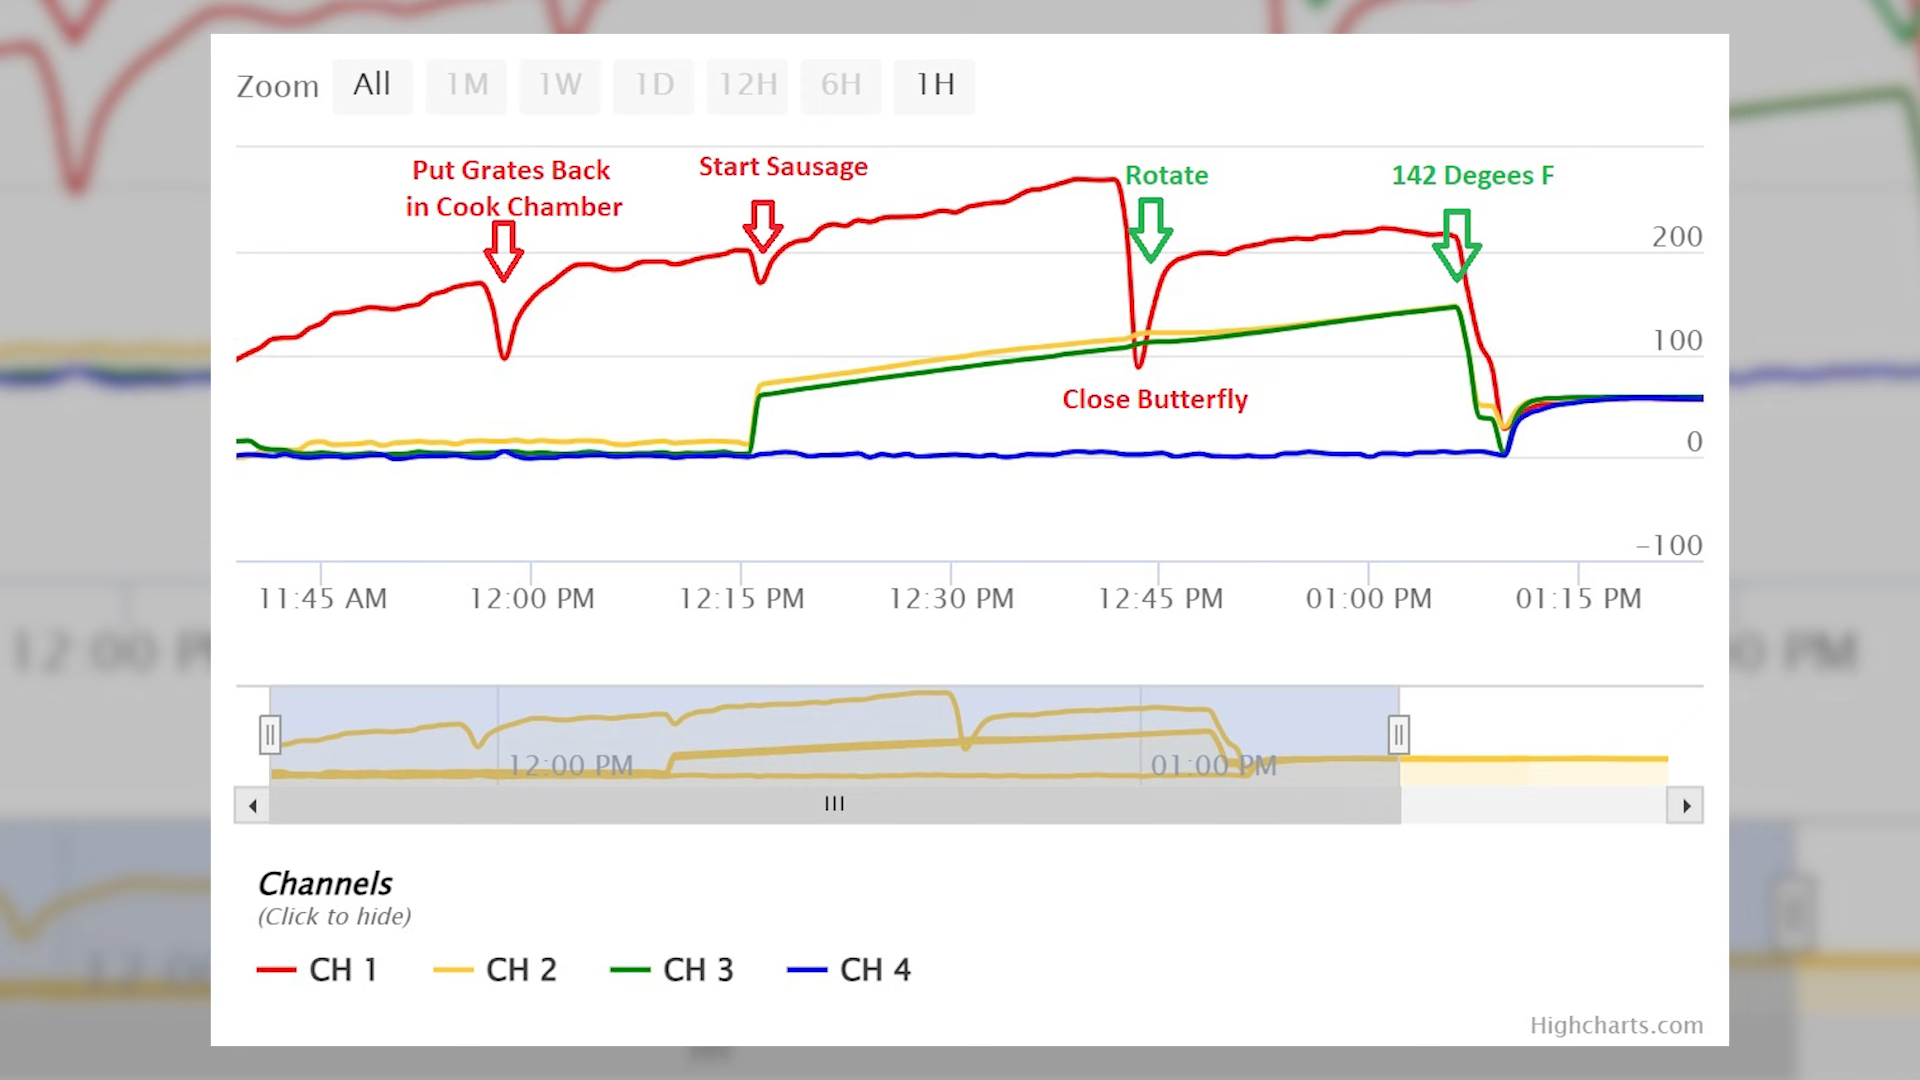 Zoom All 1M 1W 1D 12H 6H 1H
Put Grates Back
in Cook Chamber
Start Sausage
Rotate
142 Degees F
200
100
Close Butterfly
0
−100
11:45 AM 12:00 PM 12:15 PM 12:30 PM 12:45 PM 01:00 PM 01:15 PM
12:00 PM 01:00 PM
Channels
(Click to hide)
CH 1 CH 2 CH 3 CH 4
Highcharts.com